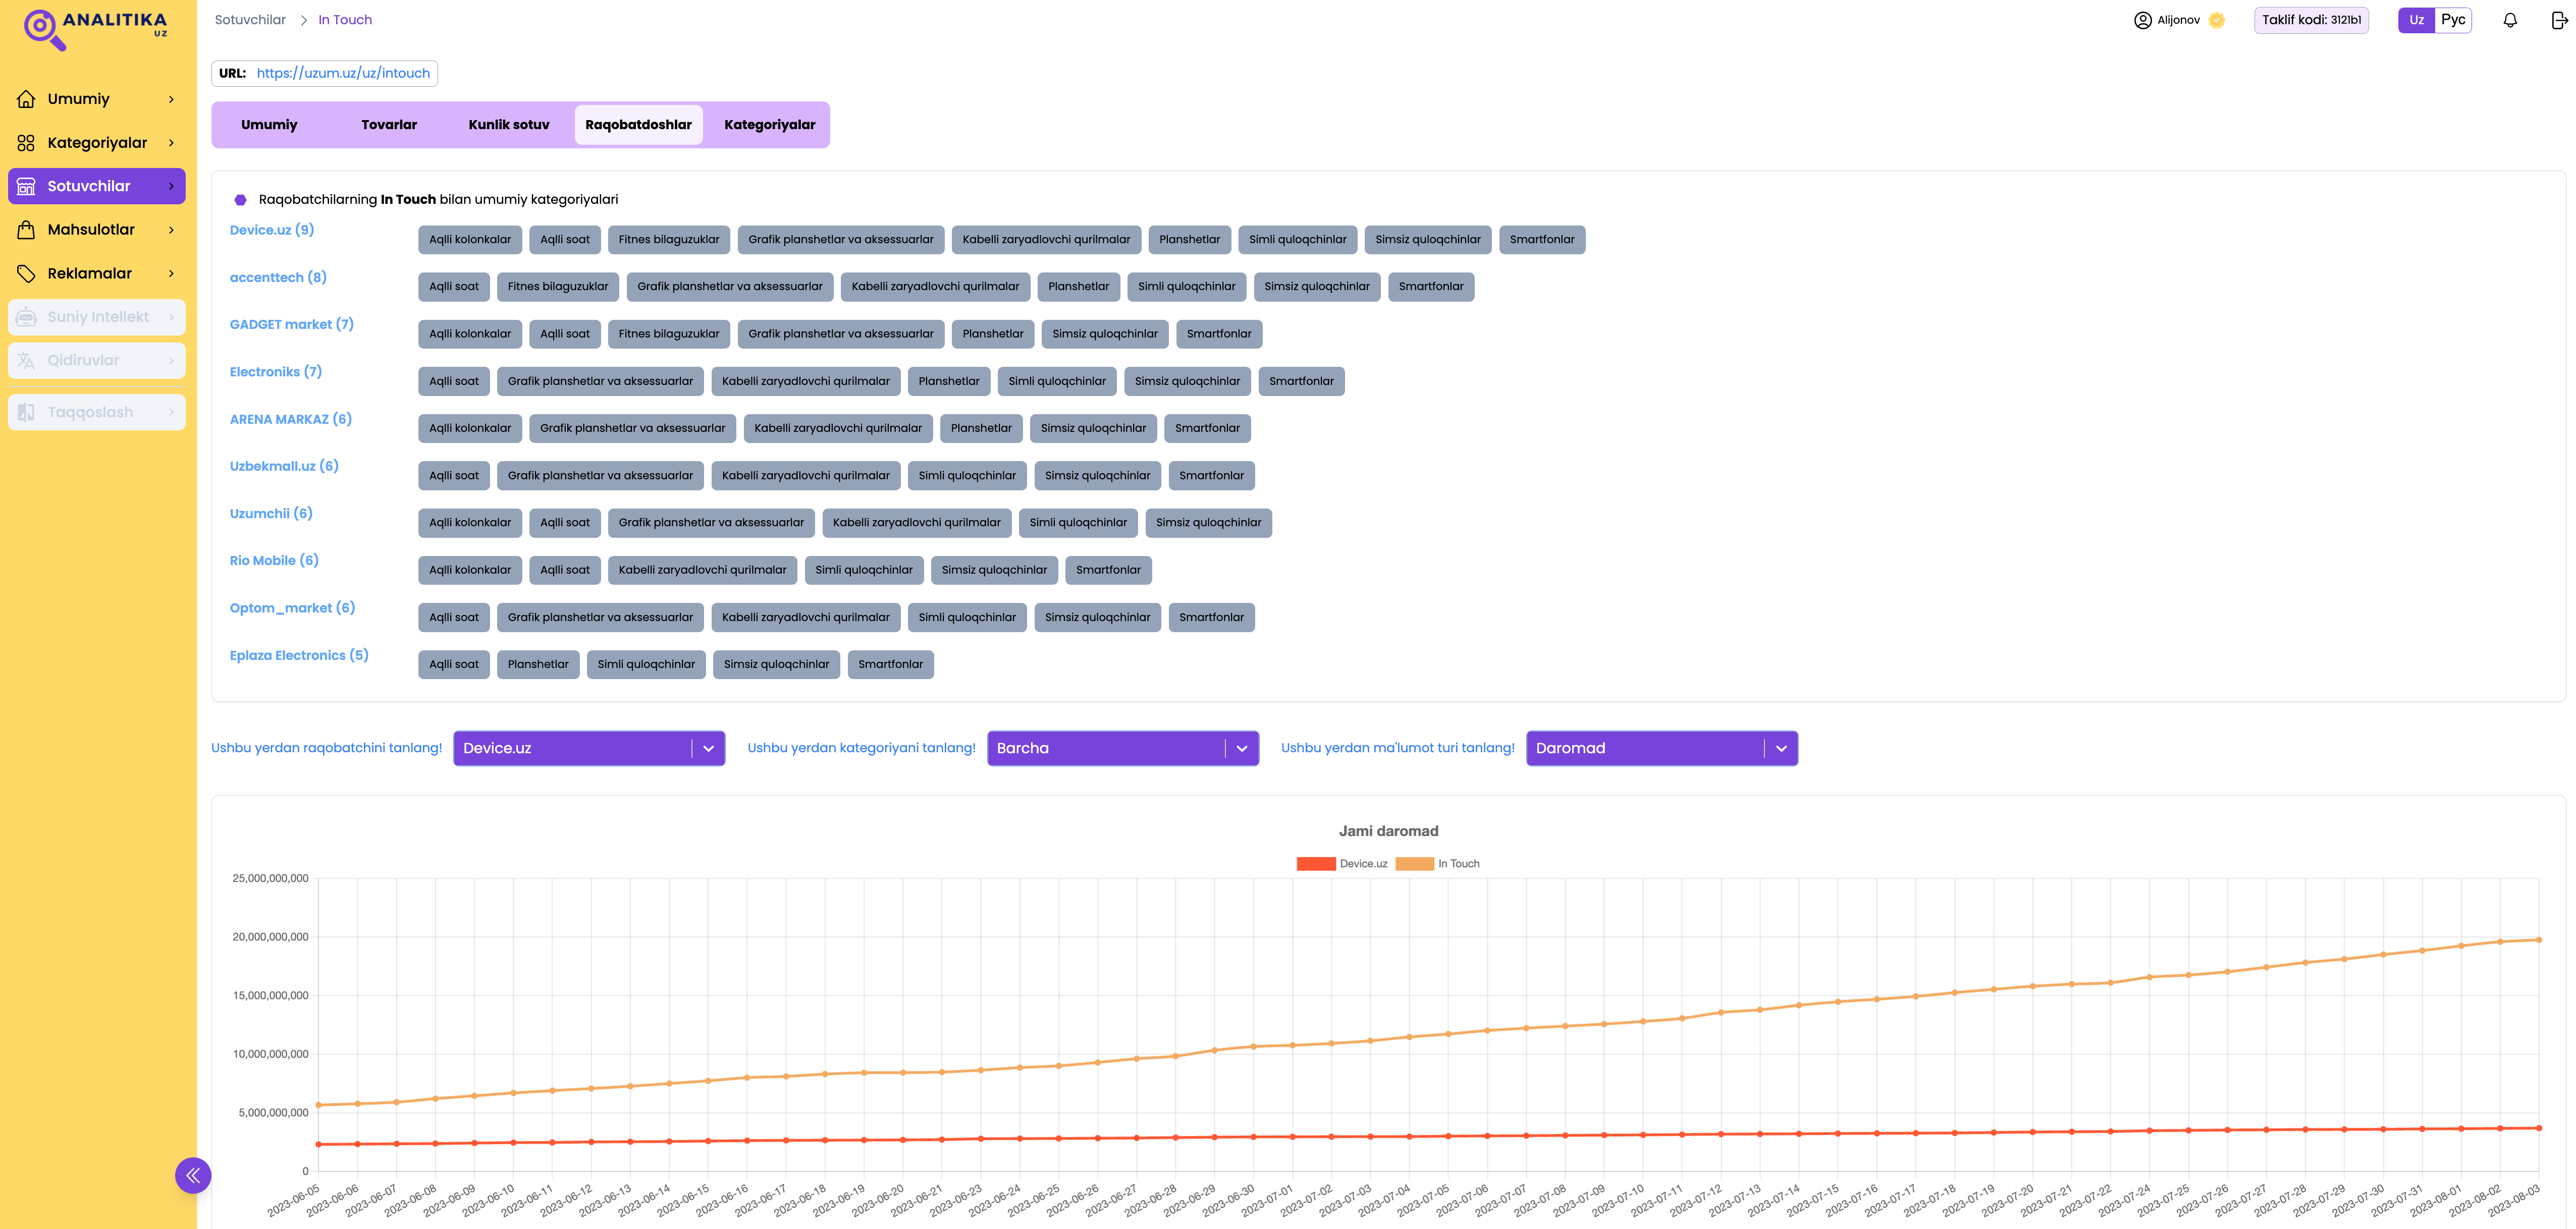 ANALITIKA
UZ
Sotuvchilar > In Touch
Alijonov
Taklif kodi: 3121b1
Uz
Рус
URL: https://uzum.uz/uz/intouch
Umumiy
Kategoriyalar
Sotuvchilar
Mahsulotlar
Reklamalar
Suniy Intellekt
Qidiruvlar
Taqqoslash
Umumiy Tovarlar Kunlik sotuv Raqobatdoshlar Kategoriyalar
Raqobatchilarning In Touch bilan umumiy kategoriyalari
Device.uz (9) Aqlli kolonkalar Aqlli soat Fitnes bilaguzuklar Grafik planshetlar va aksessuarlar Kabelli zaryadlovchi qurilmalar Planshetlar Simli quloqchinlar Simsiz quloqchinlar Smartfonlar
accenttech (8) Aqlli soat Fitnes bilaguzuklar Grafik planshetlar va aksessuarlar Kabelli zaryadlovchi qurilmalar Planshetlar Simli quloqchinlar Simsiz quloqchinlar Smartfonlar
GADGET market (7) Aqlli kolonkalar Aqlli soat Fitnes bilaguzuklar Grafik planshetlar va aksessuarlar Planshetlar Simsiz quloqchinlar Smartfonlar
Electroniks (7) Aqlli soat Grafik planshetlar va aksessuarlar Kabelli zaryadlovchi qurilmalar Planshetlar Simli quloqchinlar Simsiz quloqchinlar Smartfonlar
ARENA MARKAZ (6) Aqlli kolonkalar Grafik planshetlar va aksessuarlar Kabelli zaryadlovchi qurilmalar Planshetlar Simsiz quloqchinlar Smartfonlar
Uzbekmall.uz (6) Aqlli soat Grafik planshetlar va aksessuarlar Kabelli zaryadlovchi qurilmalar Simli quloqchinlar Simsiz quloqchinlar Smartfonlar
Uzumchii (6) Aqlli kolonkalar Aqlli soat Grafik planshetlar va aksessuarlar Kabelli zaryadlovchi qurilmalar Simli quloqchinlar Simsiz quloqchinlar
Rio Mobile (6) Aqlli kolonkalar Aqlli soat Kabelli zaryadlovchi qurilmalar Simli quloqchinlar Simsiz quloqchinlar Smartfonlar
Optom_market (6) Aqlli soat Grafik planshetlar va aksessuarlar Kabelli zaryadlovchi qurilmalar Simli quloqchinlar Simsiz quloqchinlar Smartfonlar
Eplaza Electronics (5) Aqlli soat Planshetlar Simli quloqchinlar Simsiz quloqchinlar Smartfonlar
Ushbu yerdan raqobatchini tanlang! Device.uz Ushbu yerdan kategoriyani tanlang! Barcha Ushbu yerdan ma'lumot turi tanlang! Daromad
Jami daromad
Device.uz In Touch
25,000,000,000
20,000,000,000
15,000,000,000
10,000,000,000
5,000,000,000
0
2023-06-05 2023-06-06 2023-06-07 2023-06-08 2023-06-09 2023-06-10 2023-06-11 2023-06-12 2023-06-13 2023-06-14 2023-06-15 2023-06-16 2023-06-17 2023-06-18 2023-06-19 2023-06-20 2023-06-21 2023-06-23 2023-06-24 2023-06-25 2023-06-26 2023-06-27 2023-06-28 2023-06-29 2023-06-30 2023-07-01 2023-07-02 2023-07-03 2023-07-04 2023-07-05 2023-07-06 2023-07-07 2023-07-08 2023-07-09 2023-07-10 2023-07-11 2023-07-12 2023-07-13 2023-07-14 2023-07-15 2023-07-16 2023-07-17 2023-07-18 2023-07-19 2023-07-20 2023-07-21 2023-07-22 2023-07-24 2023-07-25 2023-07-26 2023-07-27 2023-07-28 2023-07-29 2023-07-30 2023-07-31 2023-08-01 2023-08-02 2023-08-03